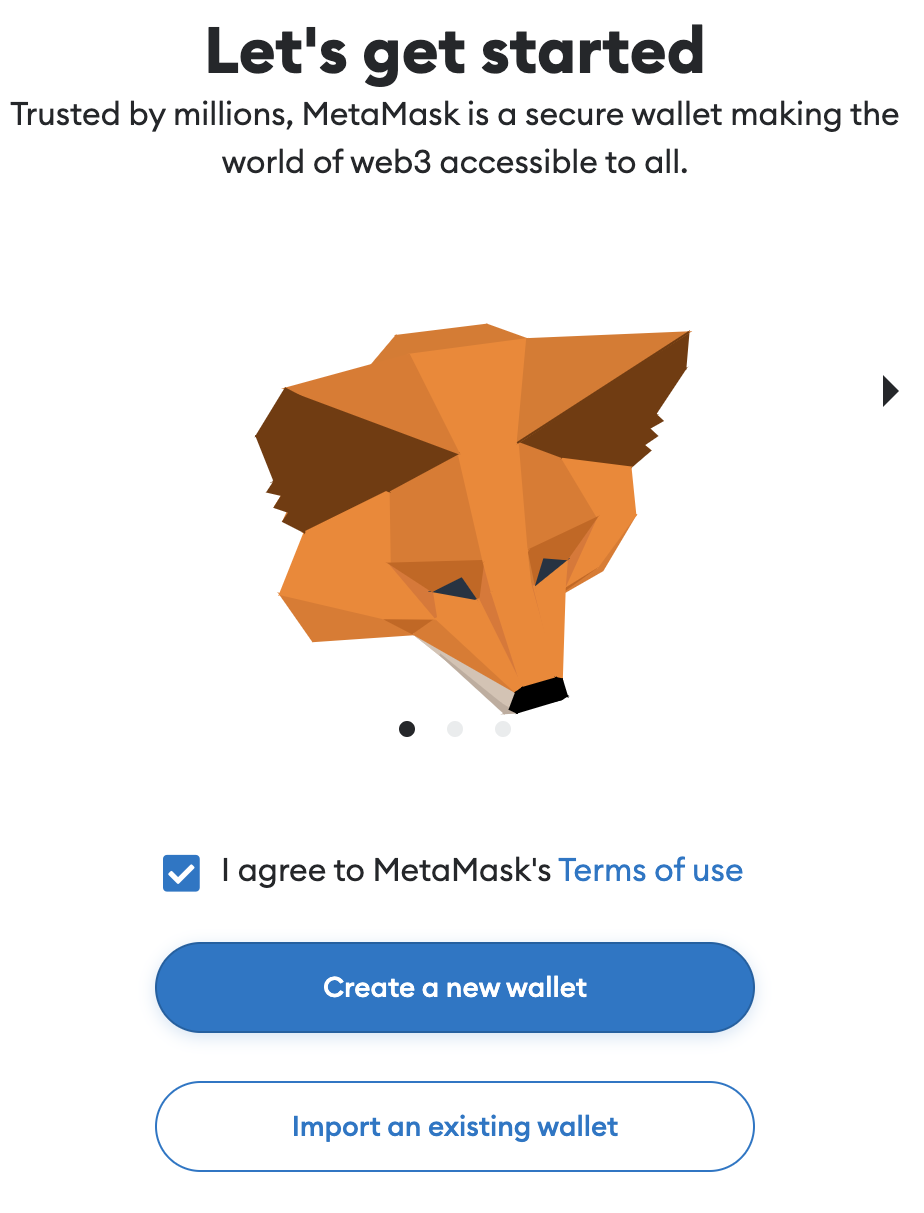 Let's get started
Trusted by millions, MetaMask is a secure wallet making the
world of web3 accessible to all.
I agree to MetaMask's Terms of use
Create a new wallet
Import an existing wallet